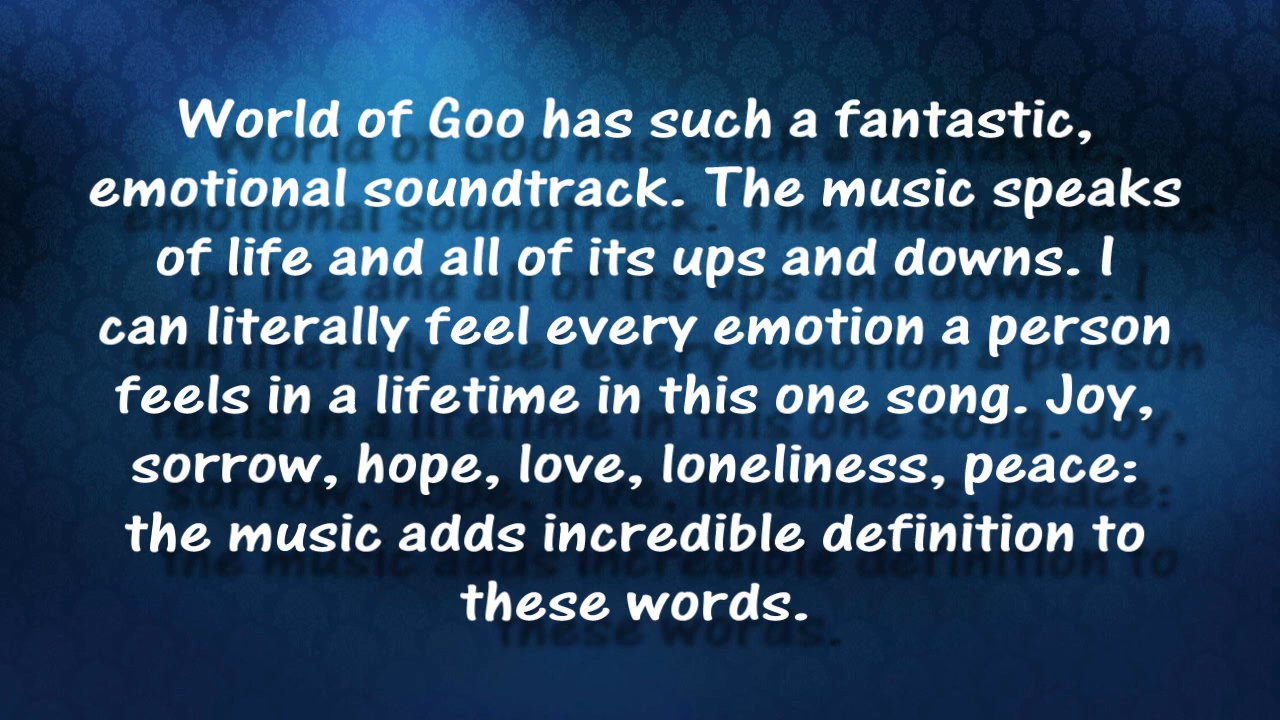 World of Goo has such a fantastic,
emotional soundtrack. The music speaks
of life and all of its ups and downs. I
can literally feel every emotion a person
feels in a lifetime in this one song. Joy,
sorrow, hope, love, loneliness, peace:
the music adds incredible definition to
these words.